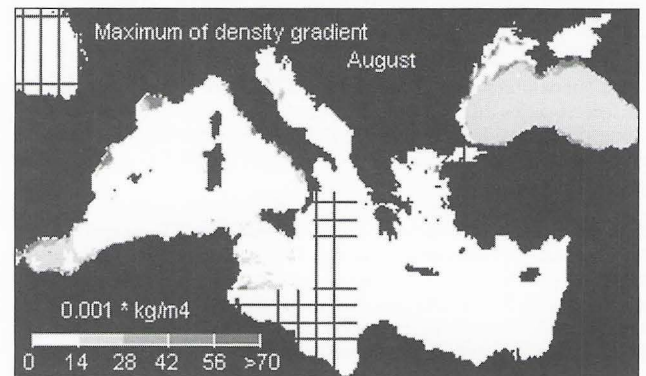 Maximum of density gradient
August
0.001 * kg/m4
0 14 28 42 56 >70